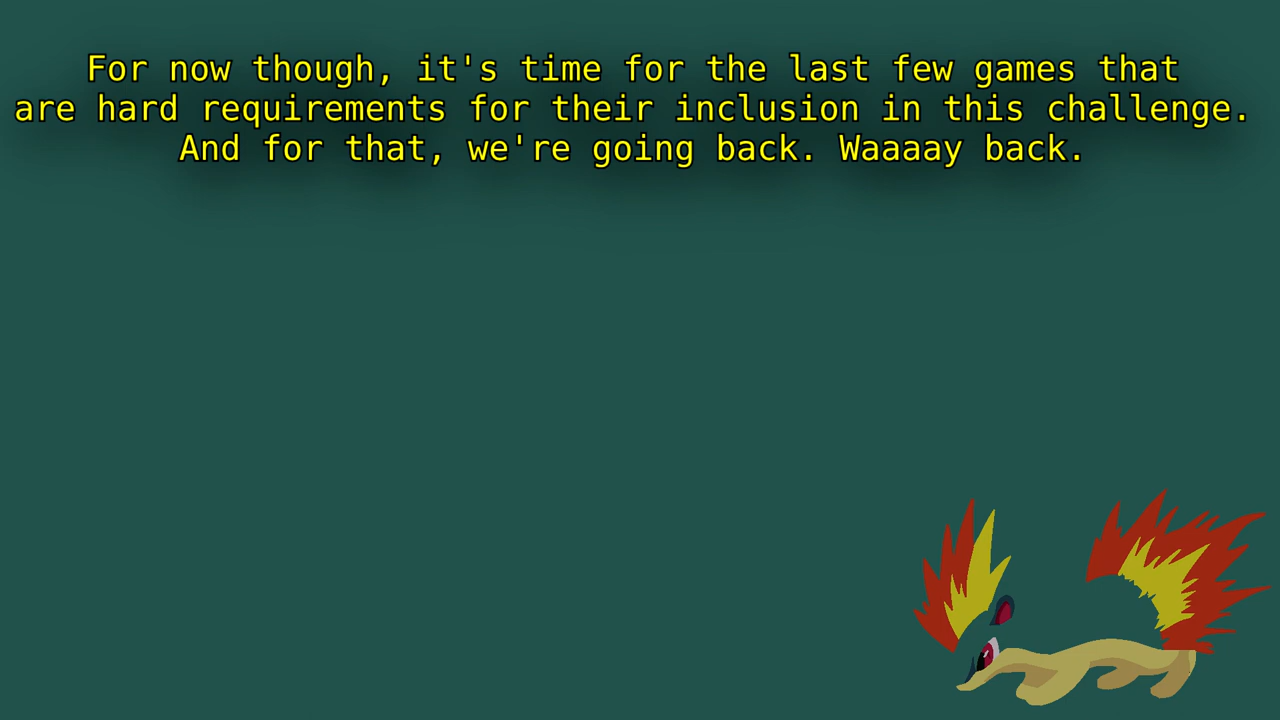 For now though, it's time for the last few games that
are hard requirements for their inclusion in this challenge.
And for that, we're going back. Waaaay back.